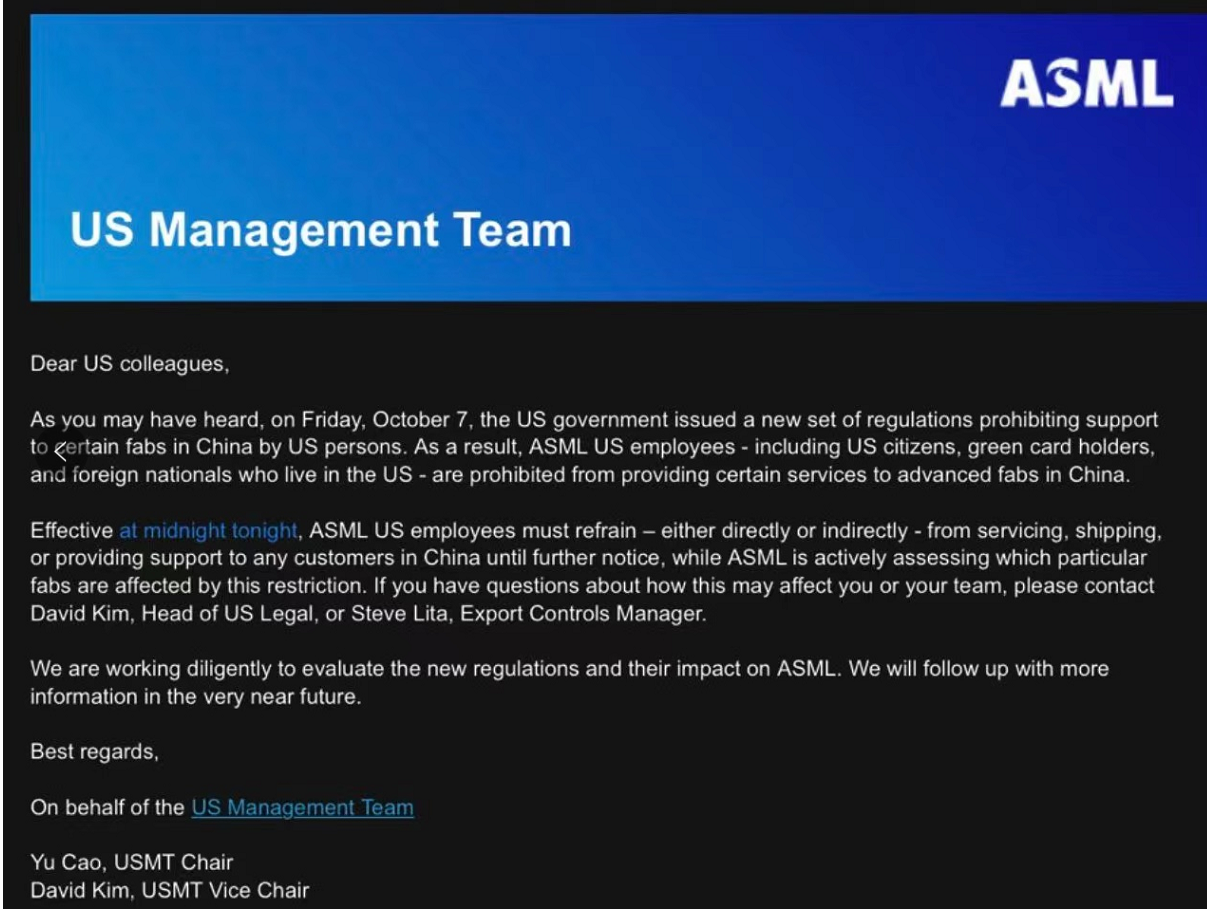 ASML
US Management Team
Dear US colleagues,
As you may have heard, on Friday, October 7, the US government issued a new set of regulations prohibiting support
to certain fabs in China by US persons. As a result, ASML US employees - including US citizens, green card holders,
and foreign nationals who live in the US - are prohibited from providing certain services to advanced fabs in China.
Effective at midnight tonight, ASML US employees must refrain – either directly or indirectly - from servicing, shipping,
or providing support to any customers in China until further notice, while ASML is actively assessing which particular
fabs are affected by this restriction. If you have questions about how this may affect you or your team, please contact
David Kim, Head of US Legal, or Steve Lita, Export Controls Manager.
We are working diligently to evaluate the new regulations and their impact on ASML. We will follow up with more
information in the very near future.
Best regards,
On behalf of the US Management Team
Yu Cao, USMT Chair
David Kim, USMT Vice Chair